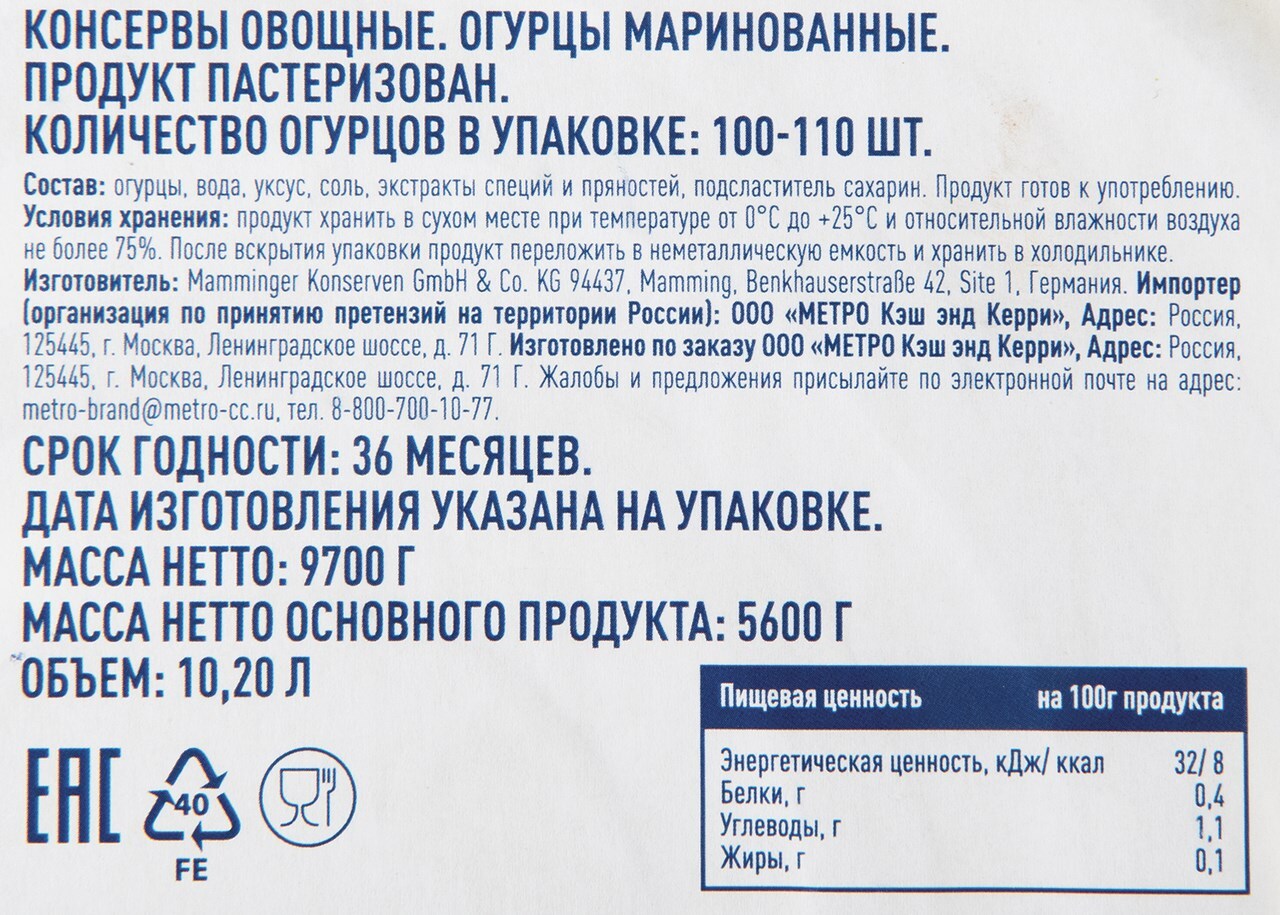 КОНСЕРВЫ ОВОЩНЫЕ. ОГУРЦЫ МАРИНОВАННЫЕ.
ПРОДУКТ ПАСТЕРИЗОВАН.
КОЛИЧЕСТВО ОГУРЦОВ В УПАКОВКЕ: 100-110 ШТ.
Состав: огурцы, вода, уксус, соль, экстракты специй и пряностей, подсластитель сахарин. Продукт готов к употреблению.
Условия хранения: продукт хранить в сухом месте при температуре от 0°С до +25°С и относительной влажности воздуха
не более 75%. После вскрытия упаковки продукт переложить в неметаллическую емкость и хранить в холодильнике.
Изготовитель: Mamminger Konserven GmbH & Co. KG 94437, Mamming, Benkhauserstraße 42, Site 1, Германия. Импортер
(организация по принятию претензий на территории России): ООО «МЕТРО Кэш энд Керри», Адрес: Россия,
125445, г. Москва, Ленинградское шоссе, д. 71 Г. Изготовлено по заказу ООО «МЕТРО Кэш энд Керри», Адрес: Россия,
125445, г. Москва, Ленинградское шоссе, д. 71 Г. Жалобы и предложения присылайте по электронной почте на адрес:
metro-brand@metro-cc.ru, тел. 8-800-700-10-77.
СРОК ГОДНОСТИ: 36 МЕСЯЦЕВ.
ДАТА ИЗГОТОВЛЕНИЯ УКАЗАНА НА УПАКОВКЕ.
МАССА НЕТТО: 9700 Г
МАССА НЕТТО ОСНОВНОГО ПРОДУКТА: 5600 Г
ОБЪЕМ: 10,20 Л
Пищевая ценность на 100г продукта
Энергетическая ценность, кДж/ ккал 32/ 8
Белки, г 0,4
Углеводы, г 1,1
Жиры, г 0,1
EAC
40
FE